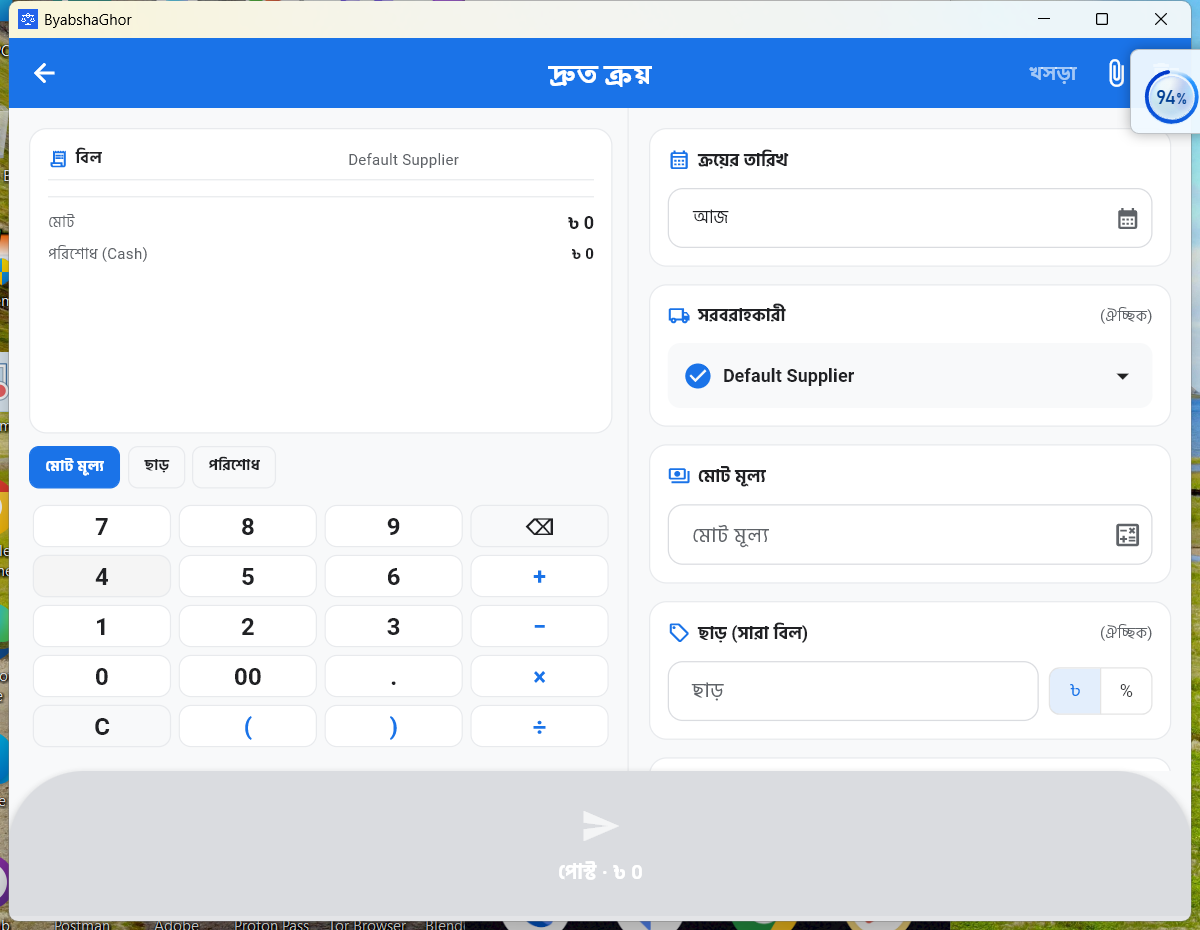 ByabshaGhor
দ্রুত ক্রয়
খসড়া
94%
বিল
Default Supplier
মোট
৳ 0
পরিশোধ (Cash)
৳ 0
মোট মূল্য
ছাড়
পরিশোধ
7 8 9
4 5 6 +
1 2 3 −
0 00 . ×
C ( ) ÷
ক্রয়ের তারিখ
আজ
সরবরাহকারী
(ঐচ্ছিক)
Default Supplier
মোট মূল্য
মোট মূল্য
ছাড় (সারা বিল)
(ঐচ্ছিক)
ছাড়
৳ %
পোস্ট · ৳ 0
Postman Adobe Proton Pass Tor Browser